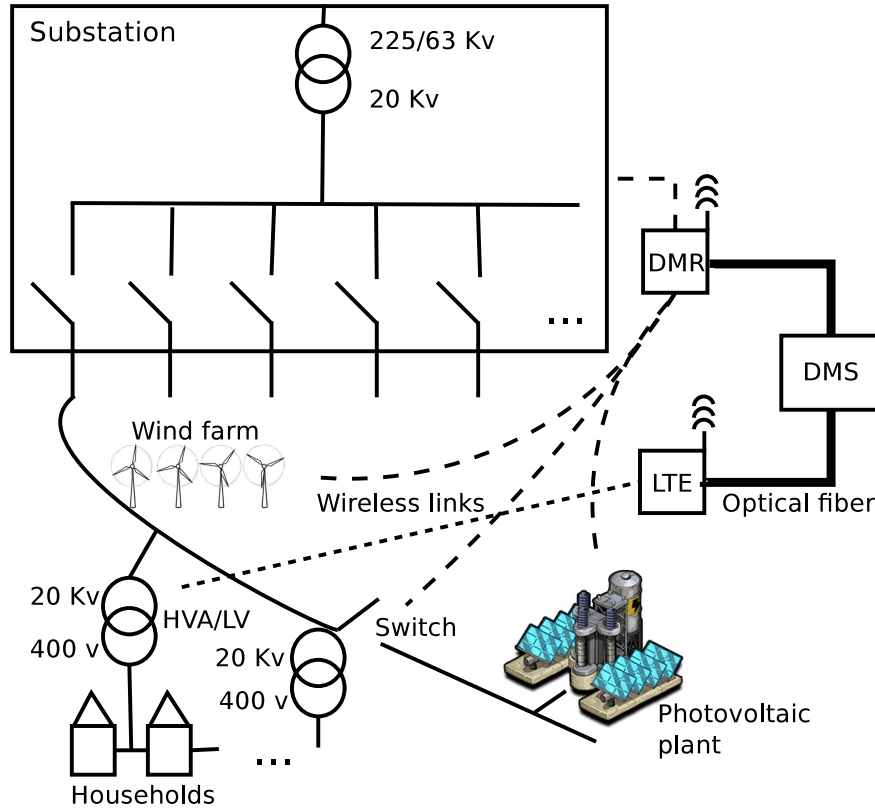 Substation
225/63 Kv
20 Kv
DMR
...
DMS
Wind farm
Wireless links
LTE
Optical fiber
20 Kv
HVA/LV
400 v
Switch
20 Kv
400 v
Photovoltaic
plant
...
Households